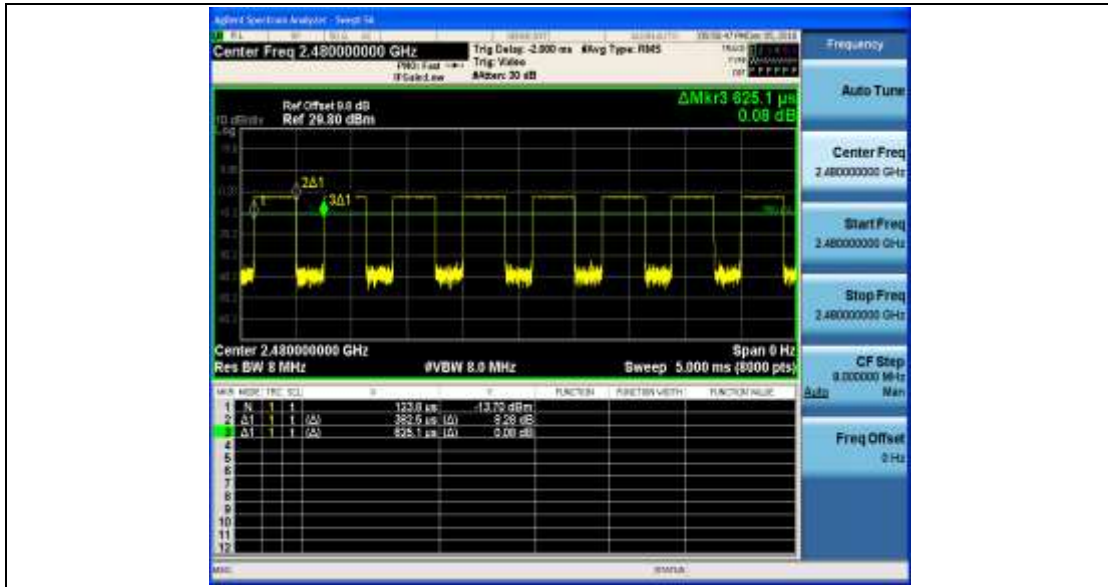 Agilent Spectrum Analyzer - Swept SA
Center Freq 2.480000000 GHz
PNO: Fast
IFGain:Low
Trig Delay: -2.000 ms
Trig: Video
#Atten: 30 dB
#Avg Type: RMS
TRACE
TYPE
DET P P P P P P
Frequency
Auto Tune
ΔMkr3 625.1 µs
0.08 dB
Ref Offset 9.8 dB
10 dB/div Ref 29.80 dBm
Log
2Δ1
3Δ1
Center 2.480000000 GHz
Span 0 Hz
Res BW 8 MHz
#VBW 8.0 MHz
Sweep 5.000 ms (8000 pts)
MKR MODE TRC SCL X Y FUNCTION FUNCTION WIDTH FUNCTION VALUE
1 N 1 t 123.8 µs -13.70 dBm
2 Δ1 1 t (Δ) 382.5 µs (Δ) 8.28 dB
3 Δ1 1 t (Δ) 625.1 µs (Δ) 0.08 dB
4
5
6
7
8
9
10
11
12
Center Freq
2.480000000 GHz
Start Freq
2.480000000 GHz
Stop Freq
2.480000000 GHz
CF Step
8.000000 MHz
Auto Man
Freq Offset
0 Hz
MSG
STATUS